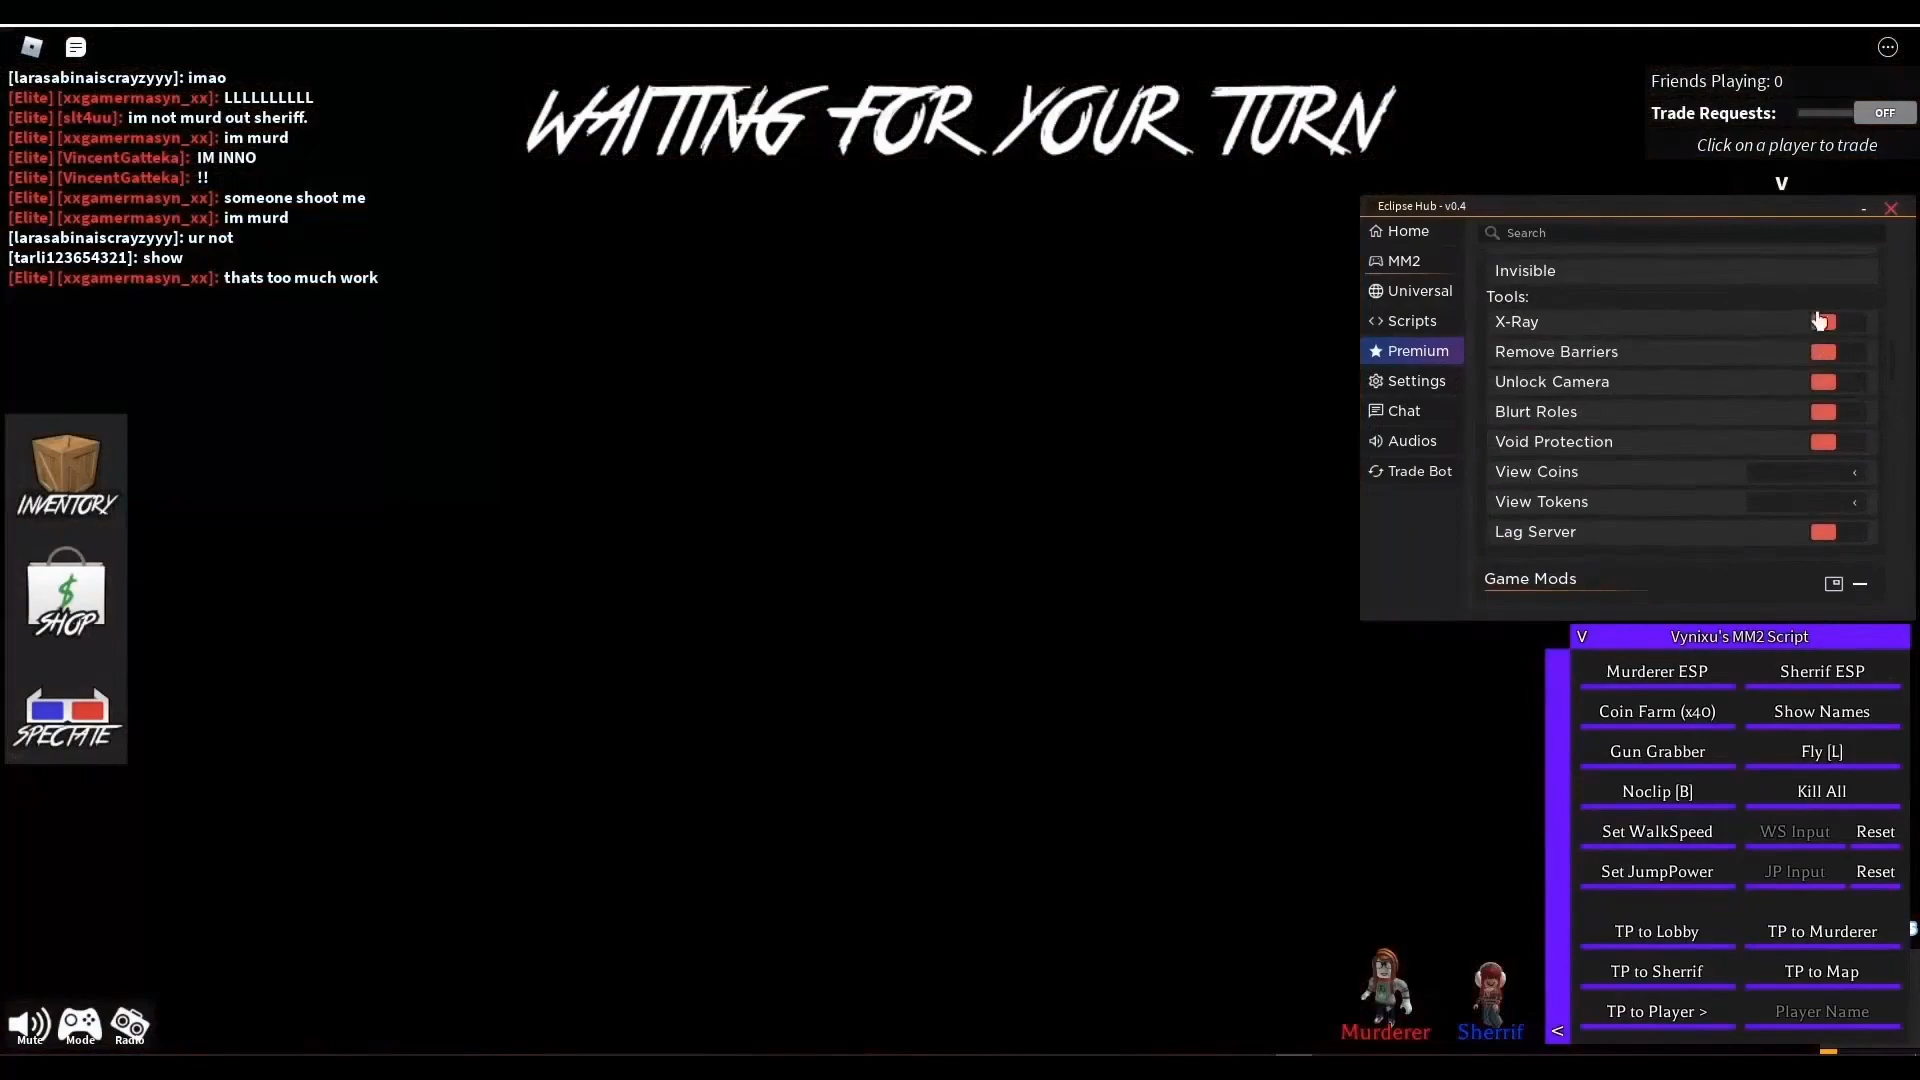 [larasabinaiscrayzyyy]: imao
[Elite] [xxgamermasyn_xx]: LLLLLLLLLL
[Elite] [slt4uu]: im not murd out sheriff.
[Elite] [xxgamermasyn_xx]: im murd
[Elite] [VincentGatteka]: IM INNO
[Elite] [VincentGatteka]: !!
[Elite] [xxgamermasyn_xx]: someone shoot me
[Elite] [xxgamermasyn_xx]: im murd
[larasabinaiscrayzyyy]: ur not
[tarli123654321]: show
[Elite] [xxgamermasyn_xx]: thats too much work
WAITING FOR YOUR TURN
Friends Playing: 0
Trade Requests: OFF
Click on a player to trade
V
INVENTORY
SHOP
SPECTATE
Mute Mode Radio
Eclipse Hub - v0.4
Home
MM2
Universal
Scripts
Premium
Settings
Chat
Audios
Trade Bot
Search
Invisible
Tools:
X-Ray
Remove Barriers
Unlock Camera
Blurt Roles
Void Protection
View Coins
View Tokens
Lag Server
Game Mods
V Vynixu's MM2 Script
Murderer ESP Sherrif ESP
Coin Farm (x40) Show Names
Gun Grabber Fly [L]
Noclip [B] Kill All
Set WalkSpeed WS Input Reset
Set JumpPower JP Input Reset
TP to Lobby TP to Murderer
TP to Sherrif TP to Map
TP to Player > Player Name
<
Murderer Sherrif